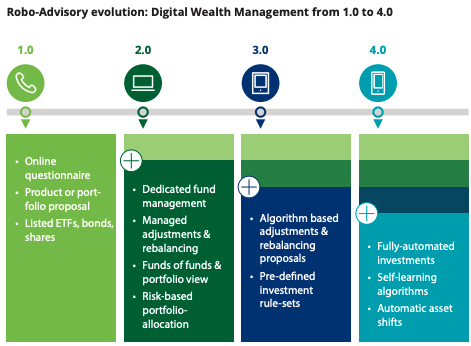 Robo-Advisory evolution: Digital Wealth Management from 1.0 to 4.0
1.0
2.0
3.0
4.0
• Online
questionnaire
• Product or port-
folio proposal
• Listed ETFs, bonds,
shares
• Dedicated fund
management
• Managed
adjustments &
rebalancing
• Funds of funds &
portfolio view
• Risk-based
portfolio-
allocation
• Algorithm based
adjustments &
rebalancing
proposals
• Pre-defined
investment
rule-sets
• Fully-automated
investments
• Self-learning
algorithms
• Automatic asset
shifts